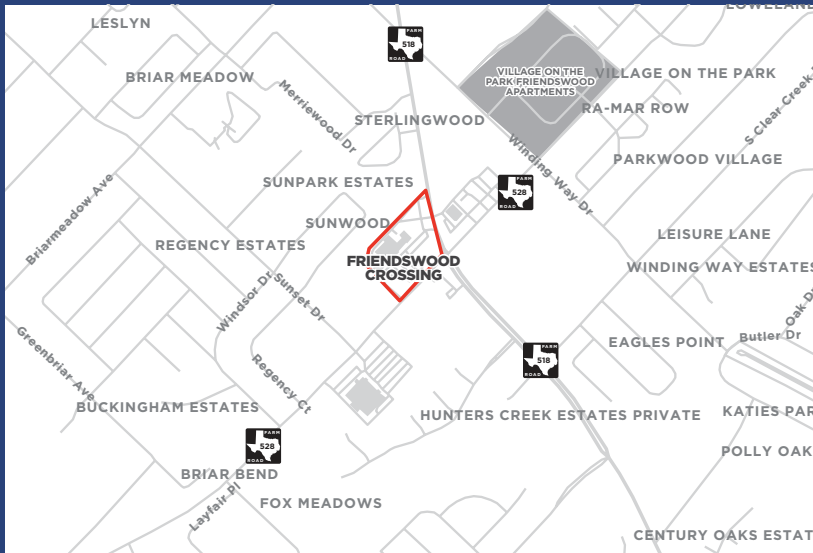 LOWELAND
LESLYN
FARM
518
ROAD
BRIAR MEADOW
VILLAGE ON THE
PARK FRIENDSWOOD
APARTMENTS
VILLAGE ON THE PARK
Merriewood Dr
RA-MAR ROW
S Clear Creek
STERLINGWOOD
Winding Way Dr
PARKWOOD VILLAGE
SUNPARK ESTATES
FARM
528
ROAD
Briarmeadow Ave
SUNWOOD
REGENCY ESTATES
LEISURE LANE
FRIENDSWOOD
CROSSING
WINDING WAY ESTATES
Windsor Dr
Sunset Dr
Oak Dr
EAGLES POINT
Butler Dr
FARM
518
ROAD
Greenbriar Ave
Regency Ct
BUCKINGHAM ESTATES
HUNTERS CREEK ESTATES PRIVATE
KATIES PAR
FARM
528
ROAD
POLLY OAK
BRIAR BEND
Layfair Pl
FOX MEADOWS
CENTURY OAKS ESTAT